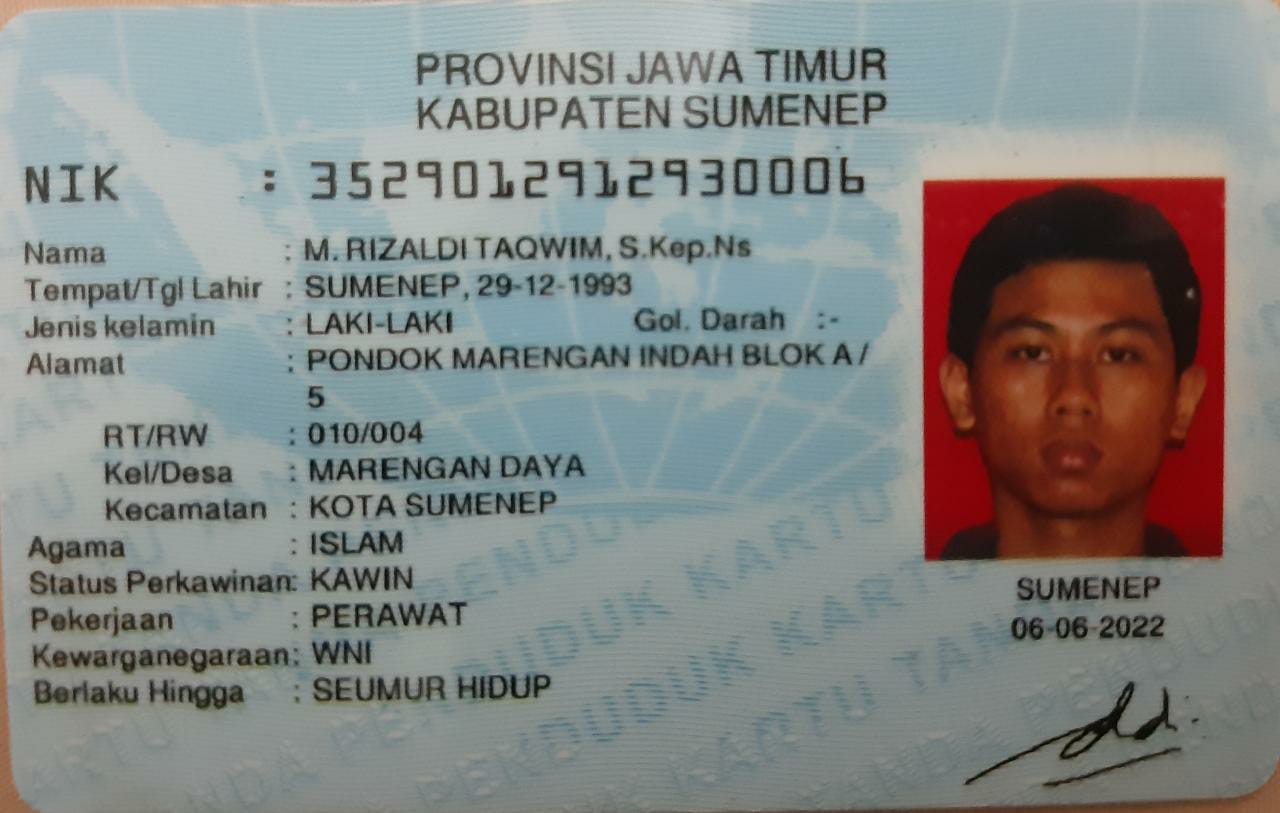 PROVINSI JAWA TIMUR
KABUPATEN SUMENEP
NIK : 3529012912930006
Nama : M. RIZALDI TAQWIM, S.Kep.Ns
Tempat/Tgl Lahir : SUMENEP, 29-12-1993
Jenis kelamin : LAKI-LAKI Gol. Darah :-
Alamat : PONDOK MARENGAN INDAH BLOK A /
5
RT/RW : 010/004
Kel/Desa : MARENGAN DAYA
Kecamatan : KOTA SUMENEP
Agama : ISLAM
Status Perkawinan: KAWIN
Pekerjaan : PERAWAT
Kewarganegaraan: WNI
Berlaku Hingga : SEUMUR HIDUP
SUMENEP
06-06-2022